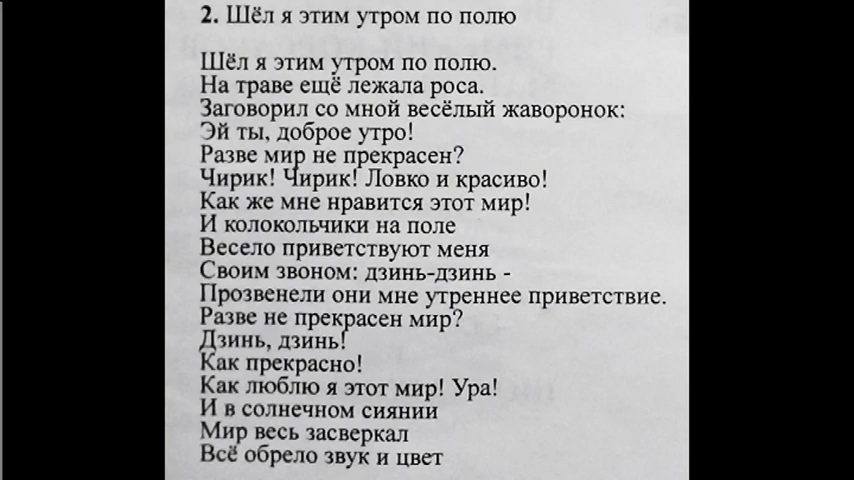 2. Шёл я этим утром по полю
Шёл я этим утром по полю.
На траве ещё лежала роса.
Заговорил со мной весёлый жаворонок:
Эй ты, доброе утро!
Разве мир не прекрасен?
Чирик! Чирик! Ловко и красиво!
Как же мне нравится этот мир!
И колокольчики на поле
Весело приветствуют меня
Своим звоном: дзинь-дзинь -
Прозвенели они мне утреннее приветствие.
Разве не прекрасен мир?
Дзинь, дзинь!
Как прекрасно!
Как люблю я этот мир! Ура!
И в солнечном сиянии
Мир весь засверкал
Всё обрело звук и цвет